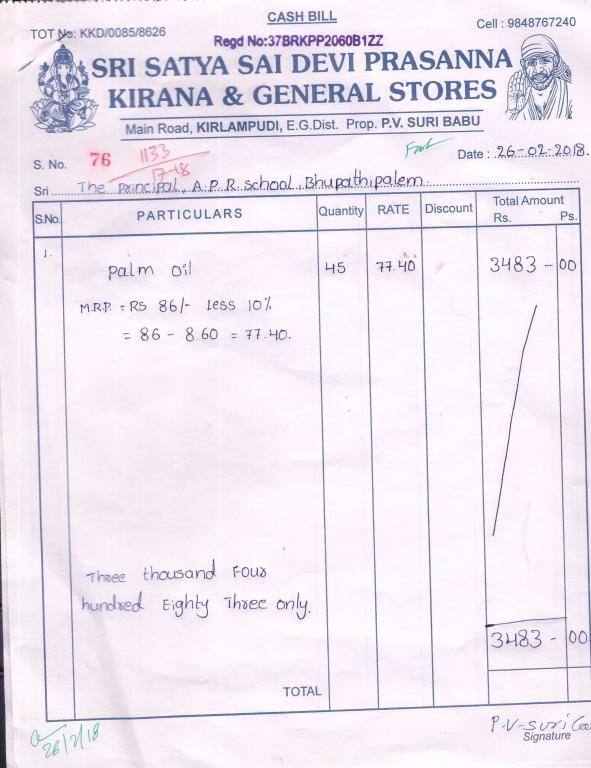 CASH BILL
TOT No: KKD/0085/8626
Cell : 9848767240
Regd No:37BRKPP2060B1ZZ
SRI SATYA SAI DEVI PRASANNA
KIRANA & GENERAL STORES
Main Road, KIRLAMPUDI, E.G.Dist. Prop. P.V. SURI BABU
S. No. 76 1133
17-18
Date : 26-02-2018.
Sri The Principal, A.P.R. School, Bhupathipalem
S.No. PARTICULARS Quantity RATE Discount Total Amount
Rs. Ps.
1. Palm oil 45 77.40 3483 - 00
M.R.P. = RS 86/- Less 10%
= 86 - 8.60 = 77.40.
Three thousand Four
hundred Eighty Three only.
3483 - 00
TOTAL
26/2/18
P.V-Suri
Signature